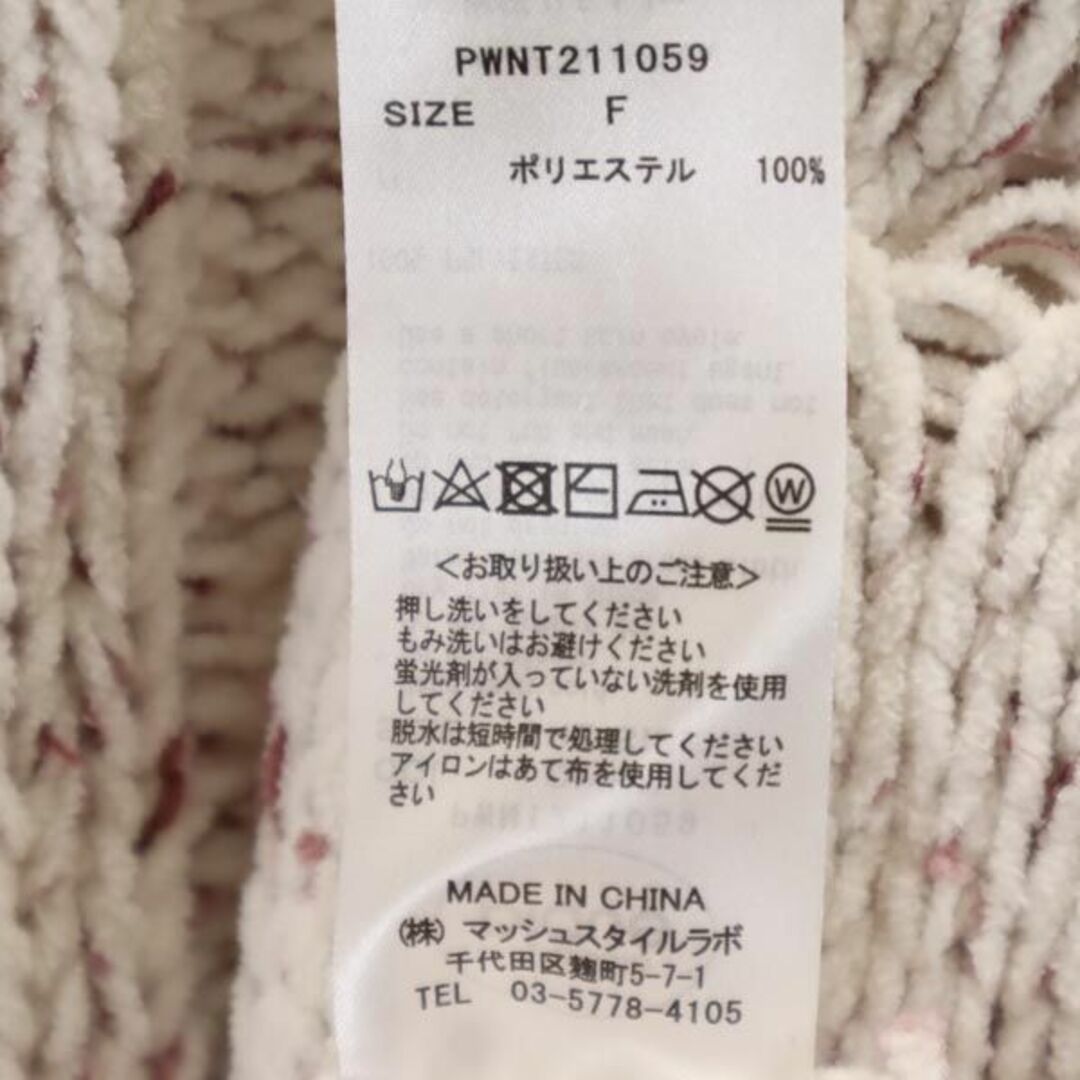 PWNT211059
SIZE F
ポリエステル 100%
W
<お取り扱い上のご注意>
押し洗いをしてください
もみ洗いはお避けください
蛍光剤が入っていない洗剤を使用
してください
脱水は短時間で処理してください
アイロンはあて布を使用してくだ
さい
MADE IN CHINA
(株) マッシュスタイルラボ
千代田区麹町5-7-1
TEL 03-5778-4105